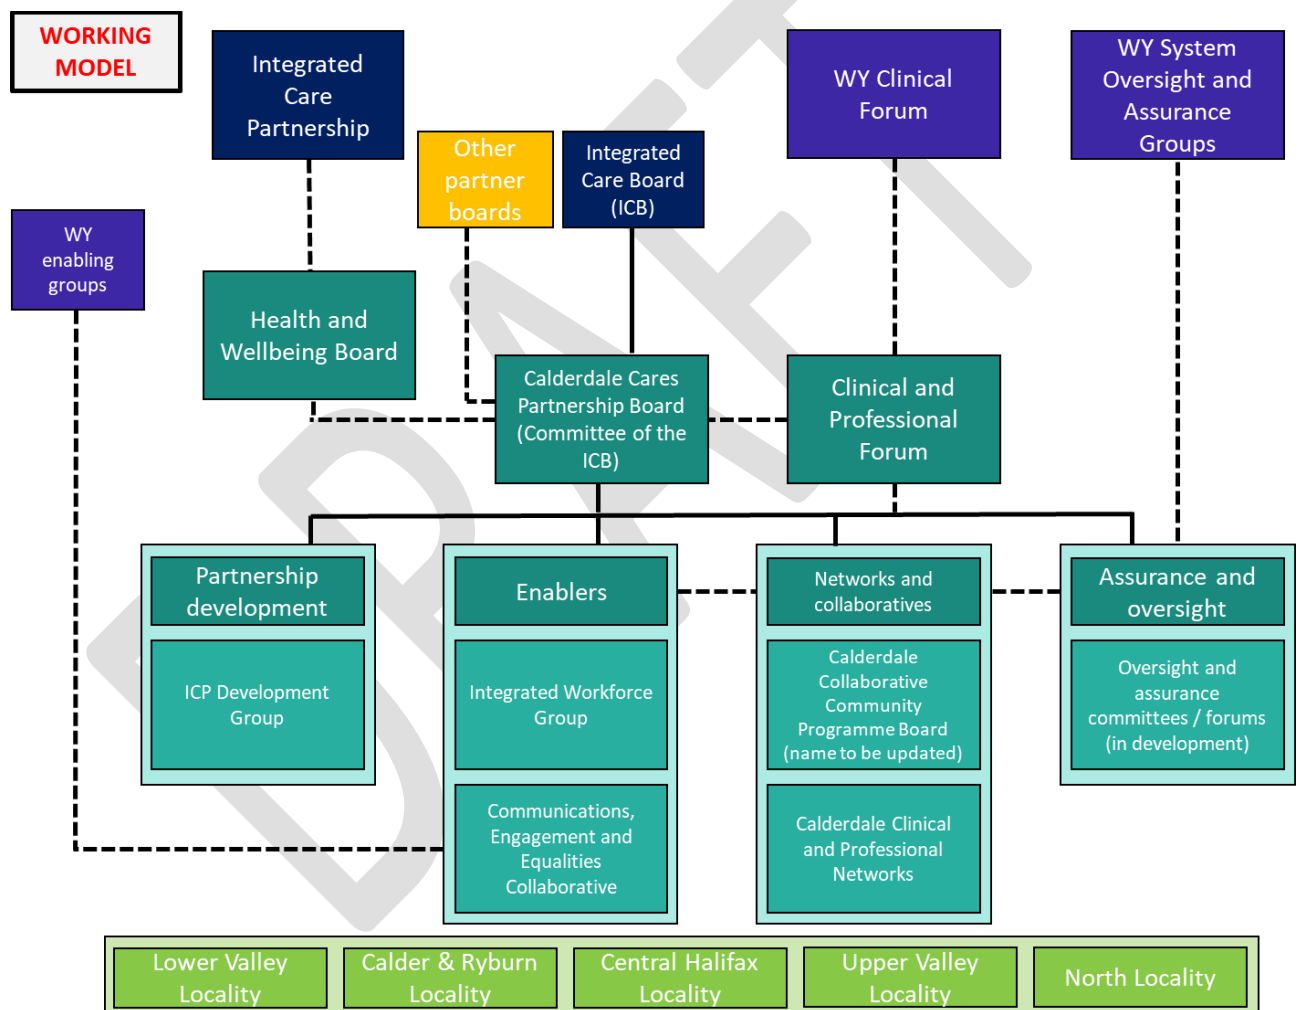 WORKING
MODEL
Integrated
Care
Partnership
WY Clinical
Forum
WY System
Oversight and
Assurance
Groups
Other
partner
boards
Integrated
Care Board
(ICB)
WY
enabling
groups
Health and
Wellbeing Board
Calderdale Cares
Partnership Board
(Committee of the
ICB)
Clinical and
Professional
Forum
Partnership
development
ICP Development
Group
Enablers
Integrated Workforce
Group
Communications,
Engagement and
Equalities
Collaborative
Networks and
collaboratives
Calderdale
Collaborative
Community
Programme Board
(name to be updated)
Calderdale Clinical
and Professional
Networks
Assurance and
oversight
Oversight and
assurance
committees / forums
(in development)
Lower Valley
Locality
Calder & Ryburn
Locality
Central Halifax
Locality
Upper Valley
Locality
North Locality
DRAFT